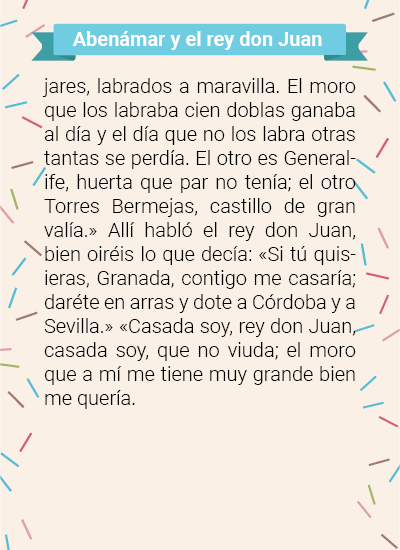 Abenámar y el rey don Juan
jares, labrados a maravilla. El moro
que los labraba cien doblas ganaba
al día y el día que no los labra otras
tantas se perdía. El otro es General-
ife, huerta que par no tenía; el otro
Torres Bermejas, castillo de gran
valía.» Allí habló el rey don Juan,
bien oiréis lo que decía: «Si tú quis-
ieras, Granada, contigo me casaría;
daréte en arras y dote a Córdoba y a
Sevilla.» «Casada soy, rey don Juan,
casada soy, que no viuda; el moro
que a mí me tiene muy grande bien
me quería.